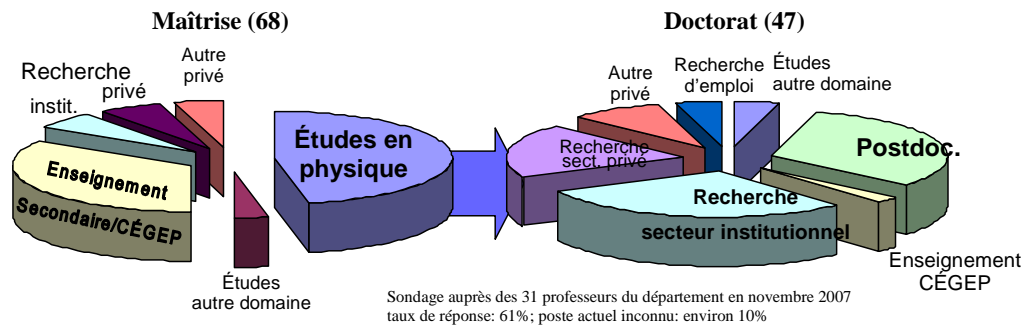 Maîtrise (68)
Doctorat (47)
Autre
privé
Recherche
privé
instit.
Études en
physique
Enseignement
Secondaire/CÉGEP
Études
autre domaine
Autre
privé
Recherche
d'emploi
Études
autre domaine
Recherche
sect. privé
Postdoc.
Recherche
secteur institutionnel
Enseignement
CÉGEP
Sondage auprès des 31 professeurs du département en novembre 2007
taux de réponse: 61%; poste actuel inconnu: environ 10%